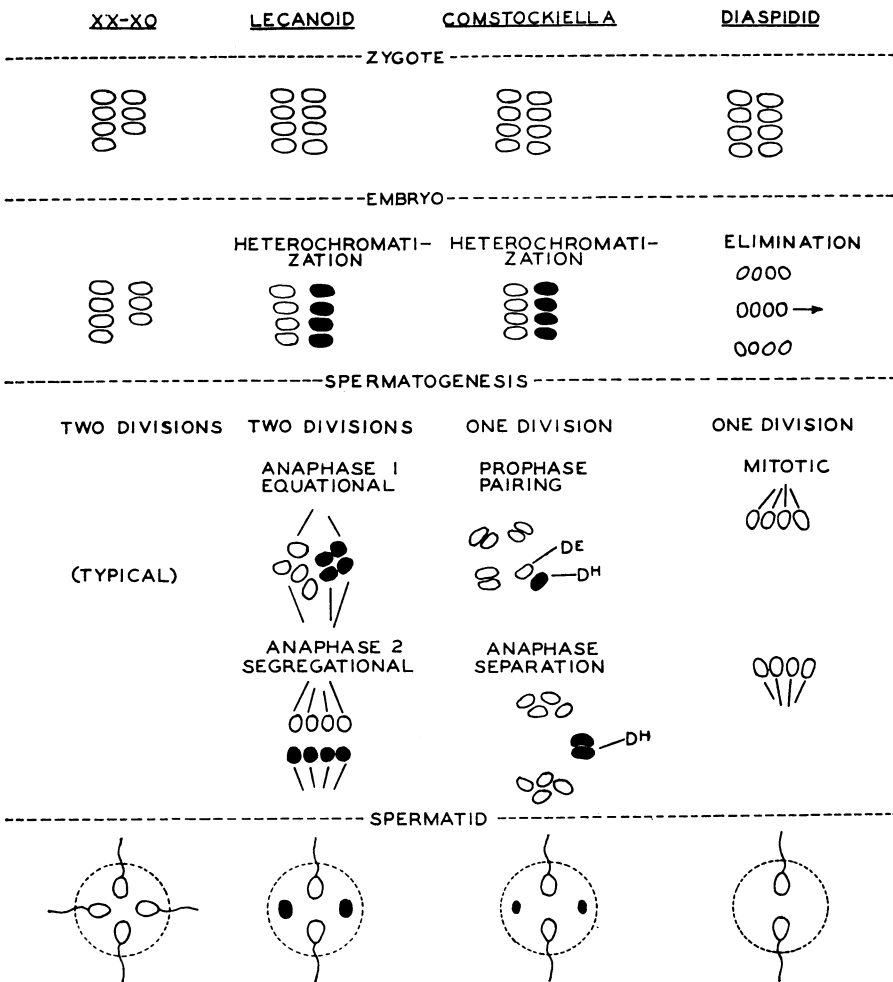 XX-XO LECANOID COMSTOCKIELLA DIASPIDID
ZYGOTE
EMBRYO
HETEROCHROMATI-
ZATION
HETEROCHROMATI-
ZATION
ELIMINATION
SPERMATOGENESIS
TWO DIVISIONS TWO DIVISIONS ONE DIVISION ONE DIVISION
ANAPHASE 1
EQUATIONAL
PROPHASE
PAIRING
MITOTIC
(TYPICAL)
DE
DH
ANAPHASE 2
SEGREGATIONAL
ANAPHASE
SEPARATION
DH
SPERMATID